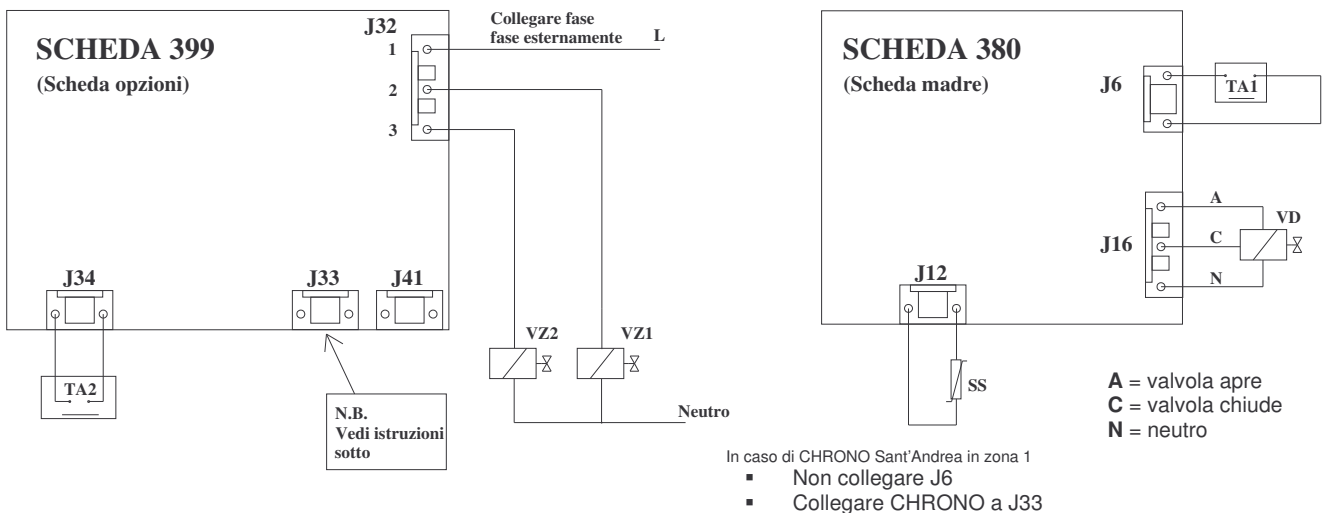 SCHEDA 399
(Scheda opzioni)
J32
1
2
3
Collegare fase
fase esternamente
L
J34
J33
J41
TA2
N.B.
Vedi istruzioni
sotto
VZ2
VZ1
Neutro
SCHEDA 380
(Scheda madre)
J6
TA1
J16
A
C
N
VD
J12
SS
A = valvola apre
C = valvola chiude
N = neutro
In caso di CHRONO Sant'Andrea in zona 1
▪ Non collegare J6
▪ Collegare CHRONO a J33